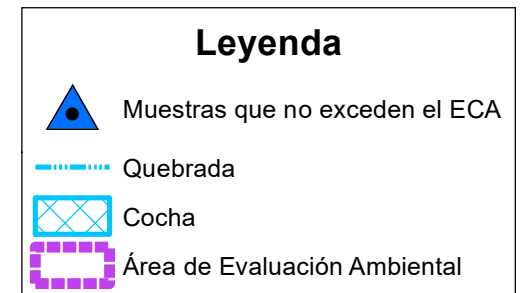 Leyenda
Muestras que no exceden el ECA
Quebrada
Cocha
Área de Evaluación Ambiental